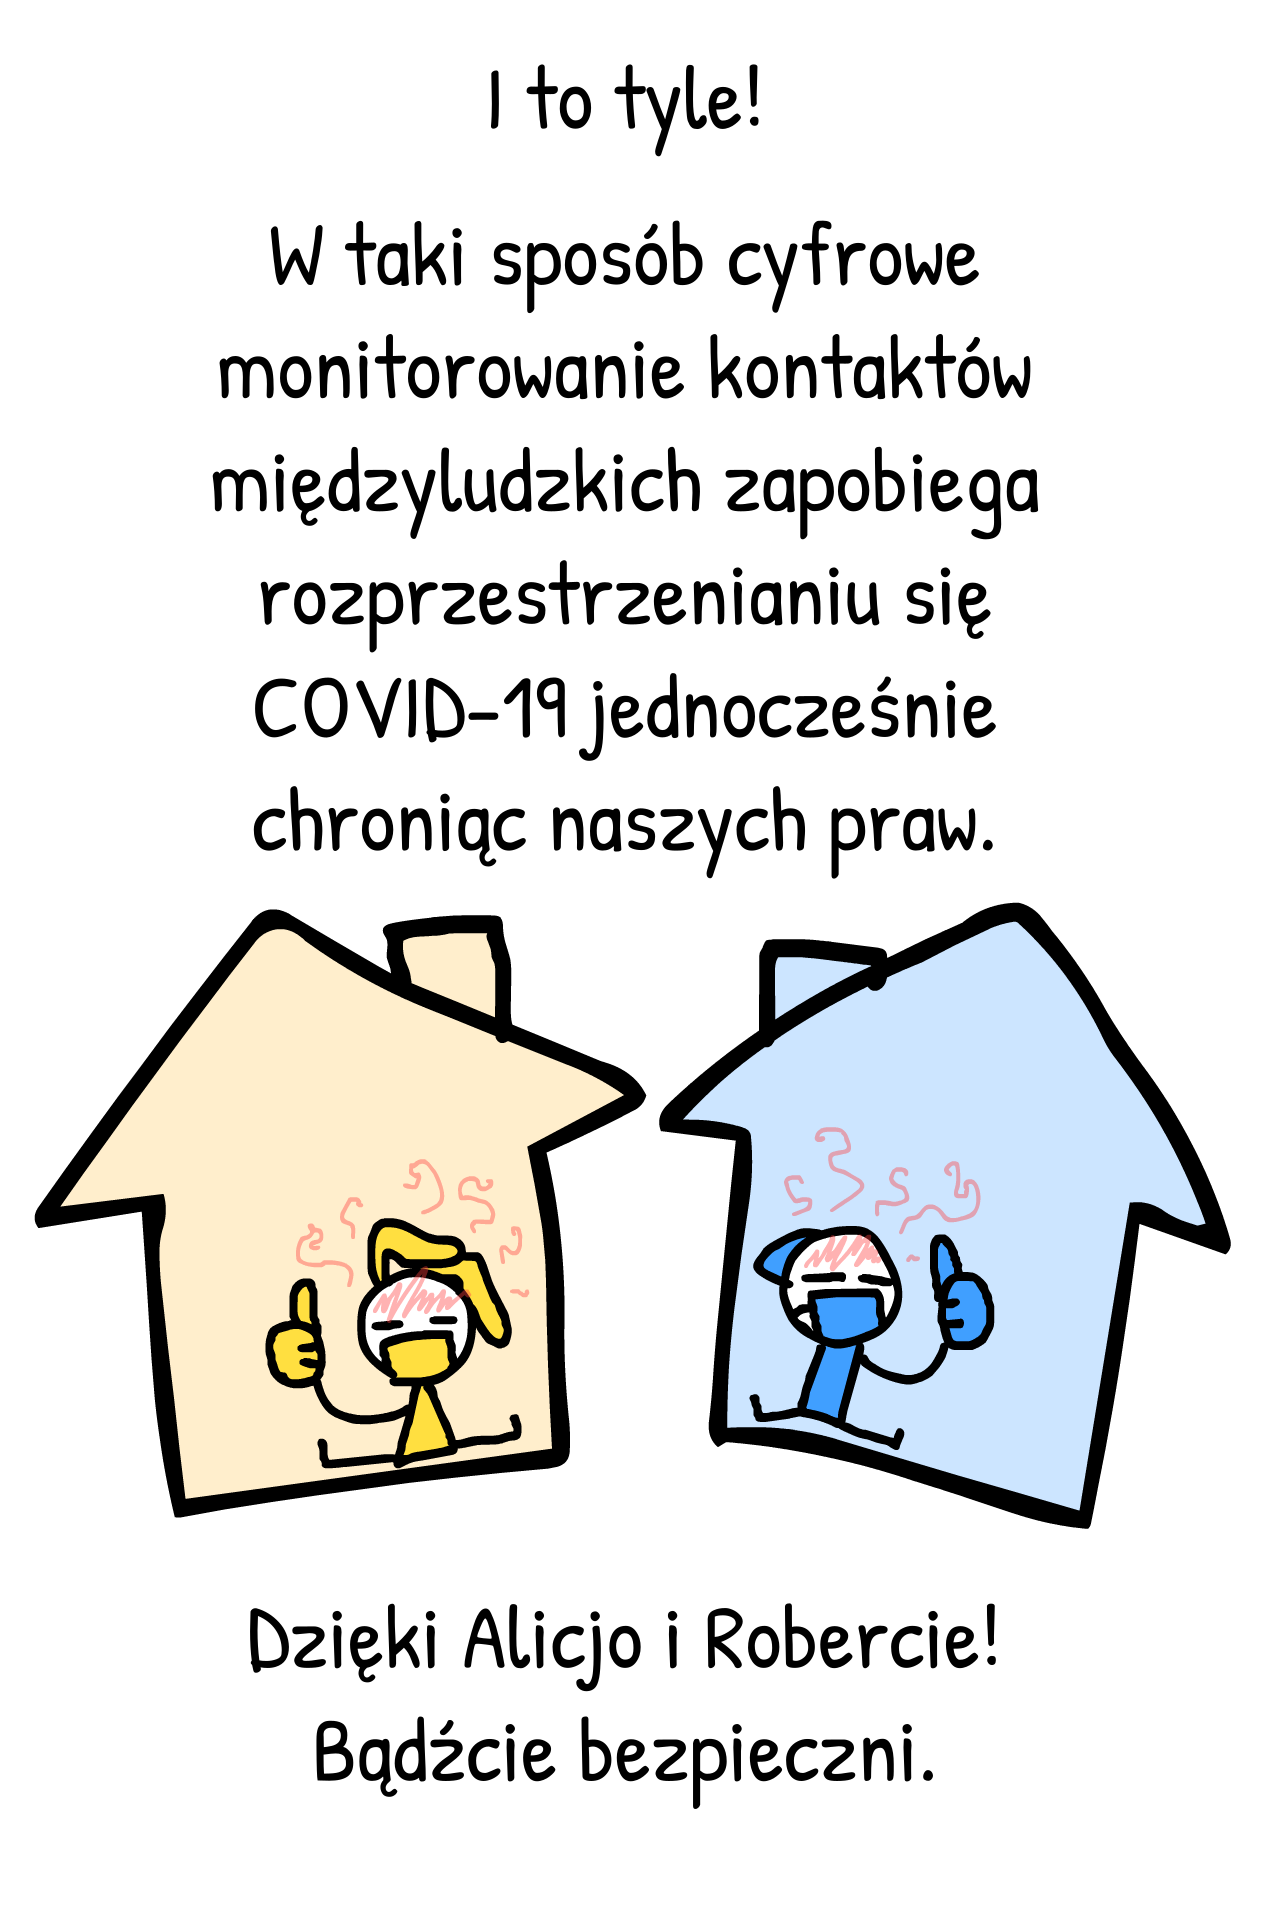 I to tyle!
W taki sposób cyfrowe
monitorowanie kontaktów
międzyludzkich zapobiega
rozprzestrzenianiu się
COVID-19 jednocześnie
chroniąc naszych praw.
Dzięki Alicjo i Robercie!
Bądźcie bezpieczni.